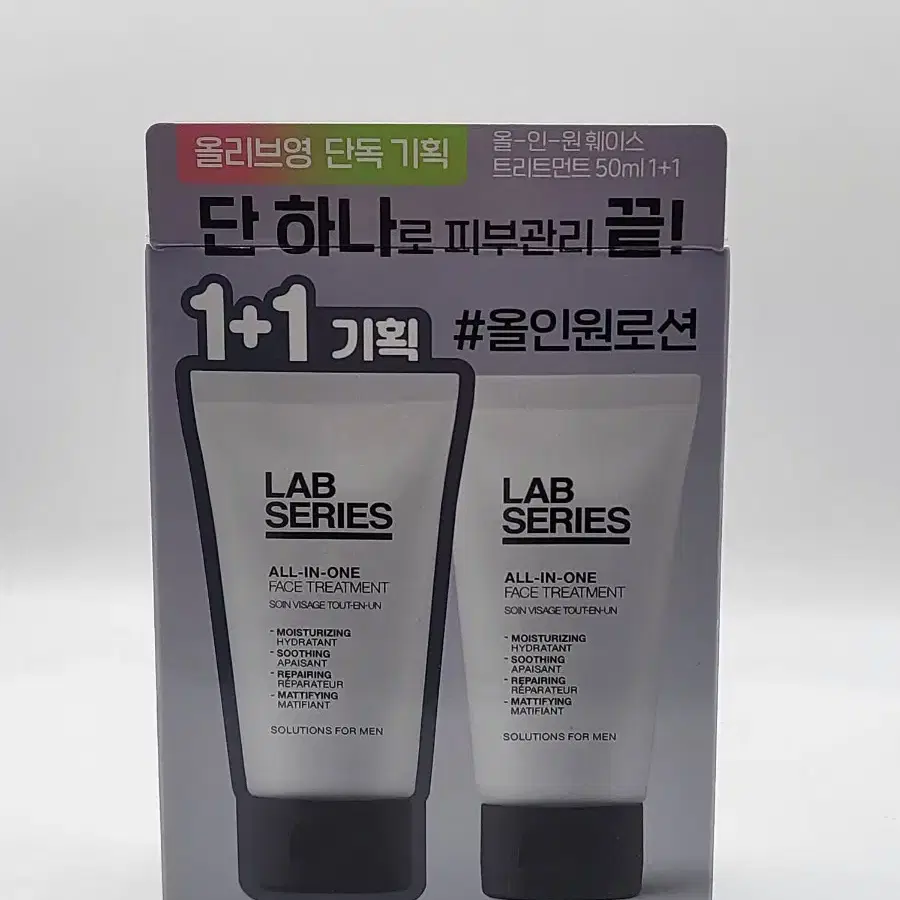 올리브영 단독 기획
올-인-원 훼이스
트리트먼트 50ml 1+1
단 하나로 피부관리 끝!
1+1 기획
#올인원로션
LAB
SERIES
ALL-IN-ONE
FACE TREATMENT
SOIN VISAGE TOUT-EN-UN
- MOISTURIZING
HYDRATANT
- SOOTHING
APAISANT
- REPAIRING
RÉPARATEUR
- MATTIFYING
MATIFIANT
SOLUTIONS FOR MEN
LAB
SERIES
ALL-IN-ONE
FACE TREATMENT
SOIN VISAGE TOUT-EN-UN
- MOISTURIZING
HYDRATANT
- SOOTHING
APAISANT
- REPAIRING
RÉPARATEUR
- MATTIFYING
MATIFIANT
SOLUTIONS FOR MEN